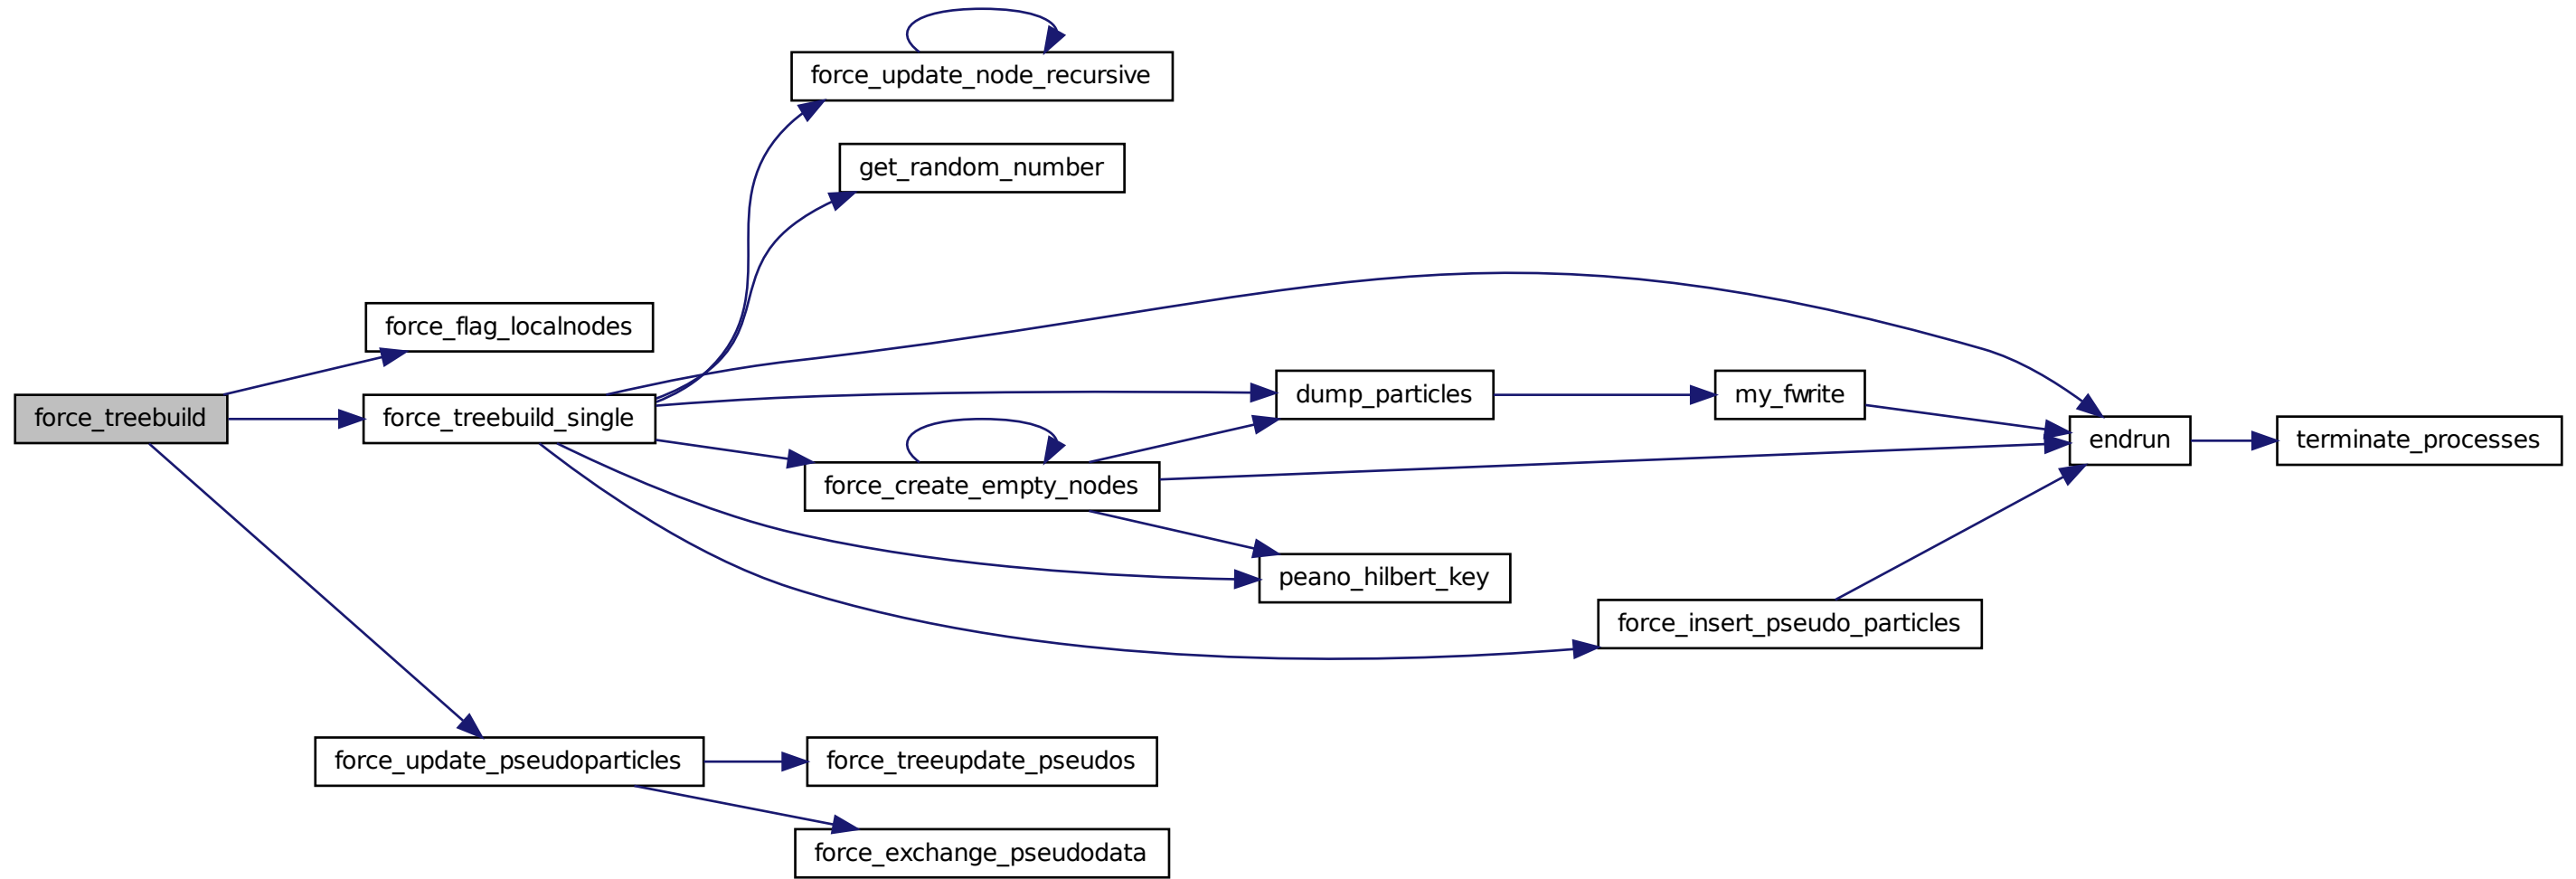 force_update_node_recursive
get_random_number
force_flag_localnodes
force_treebuild
force_treebuild_single
dump_particles
my_fwrite
endrun
terminate_processes
force_create_empty_nodes
peano_hilbert_key
force_insert_pseudo_particles
force_update_pseudoparticles
force_treeupdate_pseudos
force_exchange_pseudodata